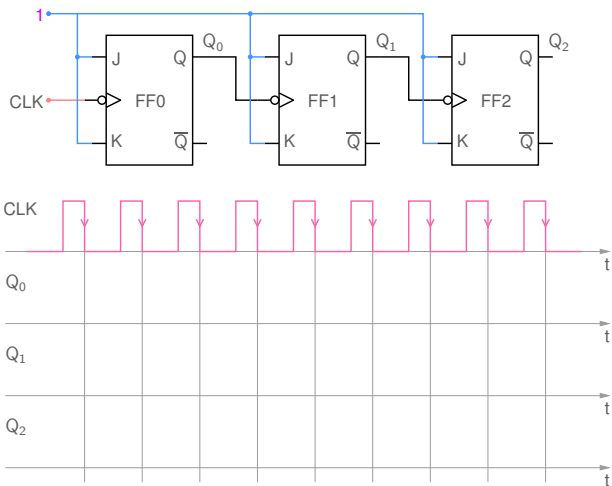 1
Q₀ Q₁ Q₂
J Q J Q J Q
CLK FF0 FF1 FF2
K Q̅ K Q̅ K Q̅
CLK
t
Q₀
t
Q₁
t
Q₂
t